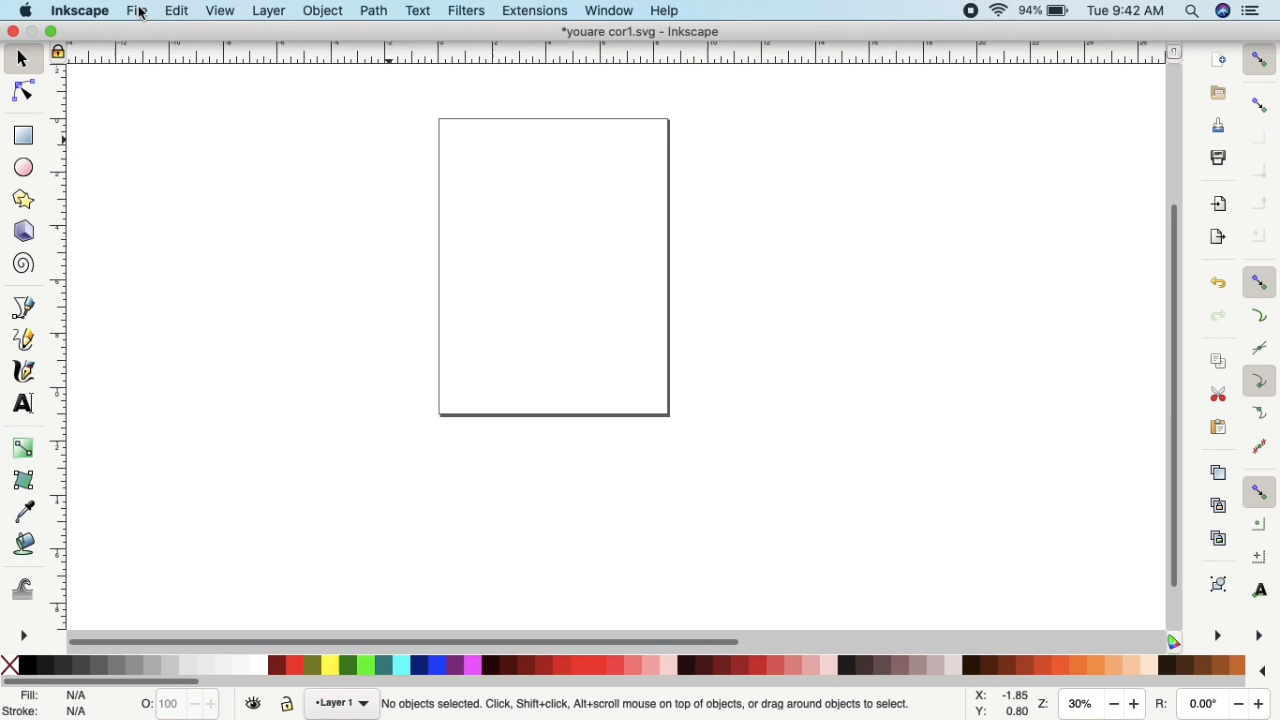 Inkscape File Edit View Layer Object Path Text Filters Extensions Window Help 94% Tue 9:42 AM
*youare cor1.svg - Inkscape
Fill: N/A
Stroke: N/A
O: 100
•Layer 1
No objects selected. Click, Shift+click, Alt+scroll mouse on top of objects, or drag around objects to select.
X: -1.85
Y: 0.80
Z: 30%
R: 0.00°